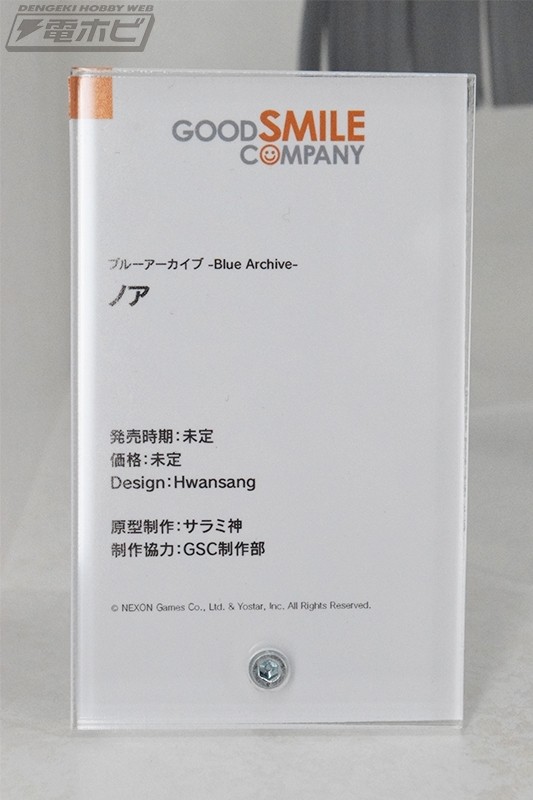 DENGEKI HOBBY WEB
電ホビ
GOOD SMILE
COMPANY
ブルーアーカイブ -Blue Archive-
ノア
発売時期：未定
価格：未定
Design：Hwansang
原型制作：サラミ神
制作協力：GSC制作部
© NEXON Games Co., Ltd. & Yostar, Inc. All Rights Reserved.